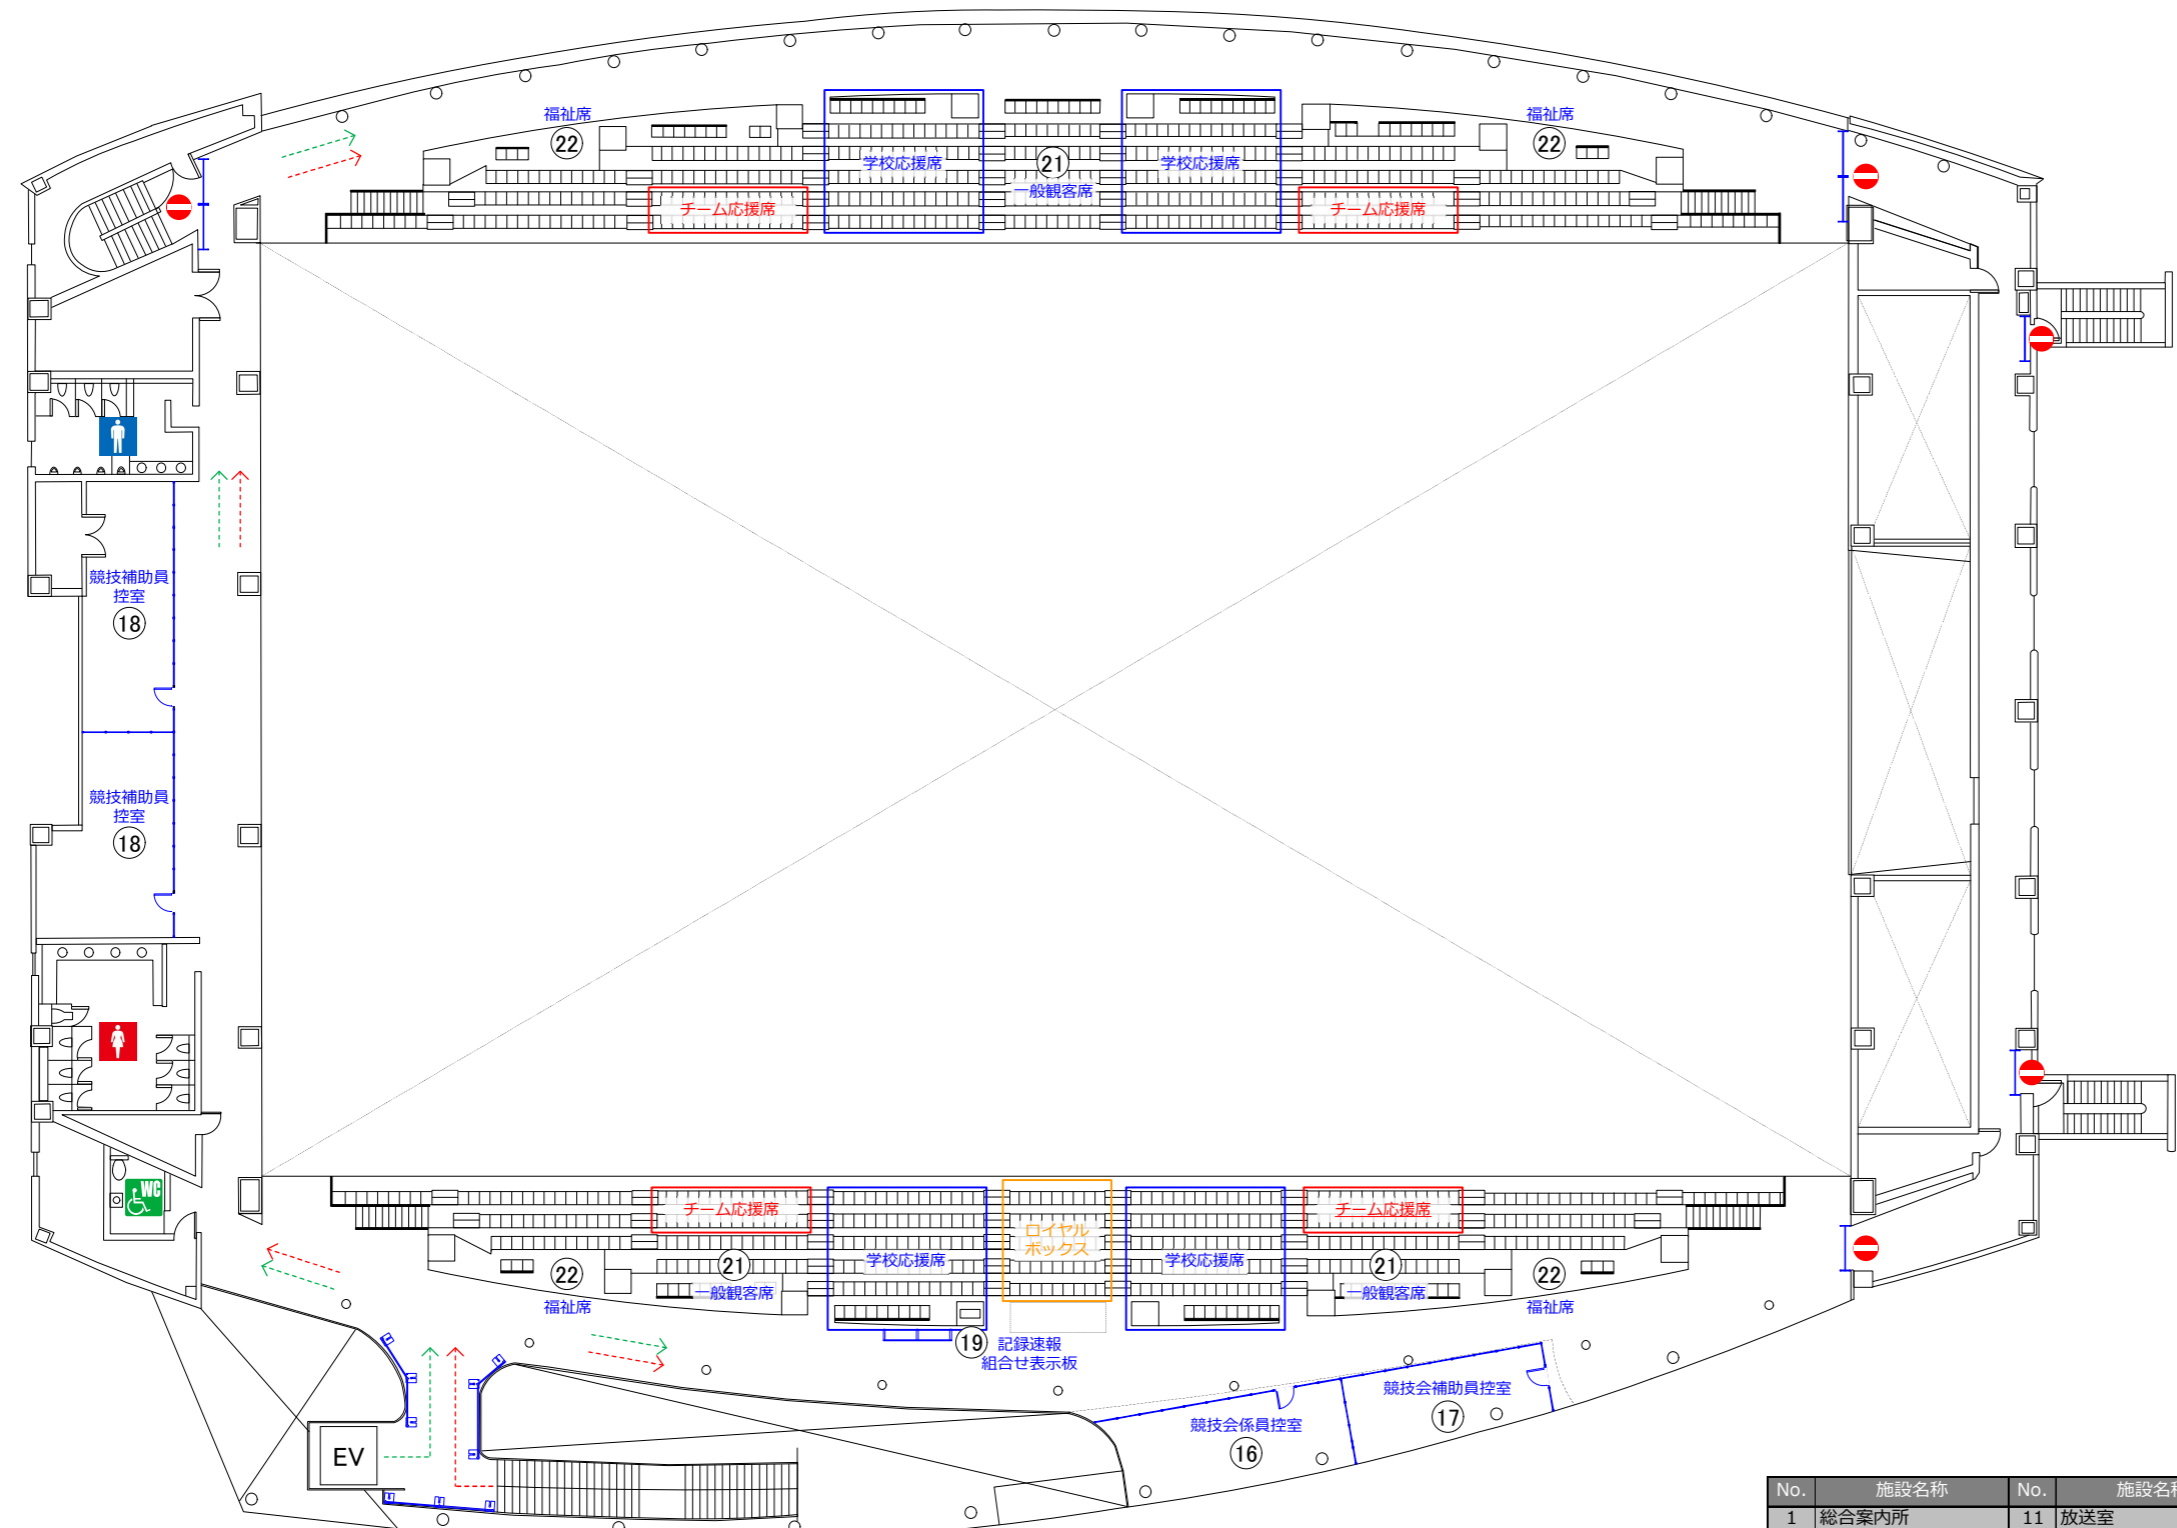 福祉席
22
学校応援席
21
一般観客席
学校応援席
福祉席
22
チーム応援席
チーム応援席
競技補助員
控室
18
競技補助員
控室
18
WC
チーム応援席
22
福祉席
21
一般観客席
学校応援席
ロイヤル
ボックス
学校応援席
チーム応援席
21
一般観客席
22
福祉席
19
記録速報
組合せ表示板
競技会係員控室
16
競技会補助員控室
17
EV
No. 施設名称 No. 施設名称
1 総合案内所 11 放送室